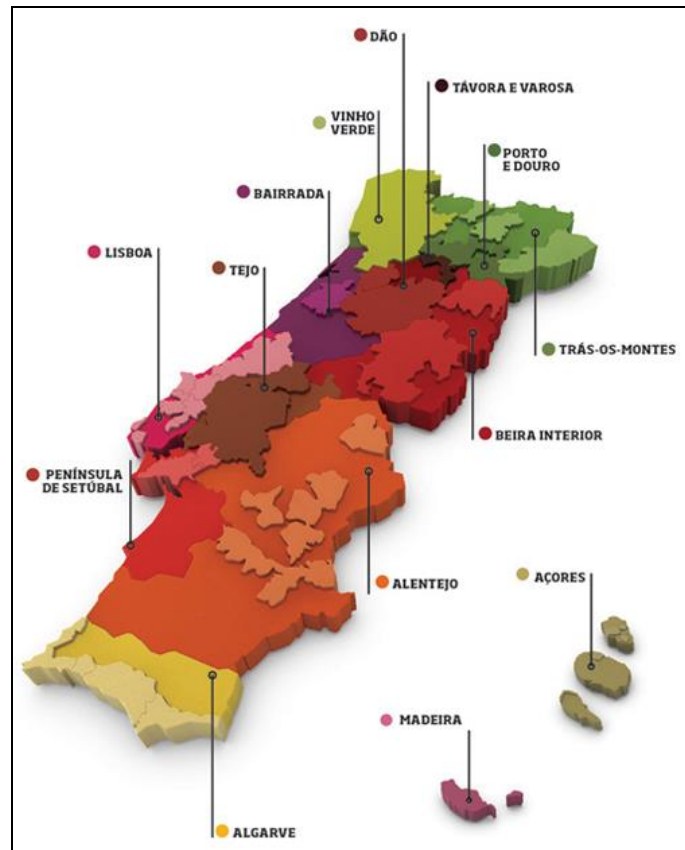 DÃO
TÁVORA E VAROSA
VINHO
VERDE
PORTO
E DOURO
BAIRRADA
LISBOA
TEJO
TRÁS-OS-MONTES
BEIRA INTERIOR
PENÍNSULA
DE SETÚBAL
ALENTEJO
AÇORES
MADEIRA
ALGARVE